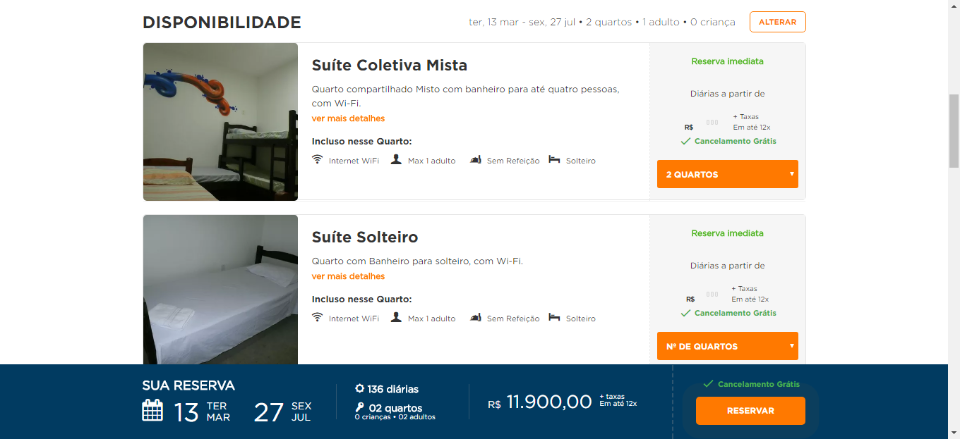 DISPONIBILIDADE
ter, 13 mar - sex, 27 jul • 2 quartos • 1 adulto • 0 criança
ALTERAR
Suíte Coletiva Mista
Quarto compartilhado Misto com banheiro para até quatro pessoas,
com Wi-Fi.
ver mais detalhes
Incluso nesse Quarto:
Internet WiFi
Max 1 adulto
Sem Refeição
Solteiro
Reserva imediata
Diárias a partir de
R$
+ Taxas
Em até 12x
Cancelamento Grátis
2 QUARTOS
Suíte Solteiro
Quarto com Banheiro para solteiro, com Wi-Fi.
ver mais detalhes
Incluso nesse Quarto:
Internet WiFi
Max 1 adulto
Sem Refeição
Solteiro
Reserva imediata
Diárias a partir de
R$
+ Taxas
Em até 12x
Cancelamento Grátis
Nº DE QUARTOS
SUA RESERVA
13 TER MAR
27 SEX JUL
136 diárias
02 quartos
0 crianças • 02 adultos
R$ 11.900,00
+ taxas
Em até 12x
Cancelamento Grátis
RESERVAR